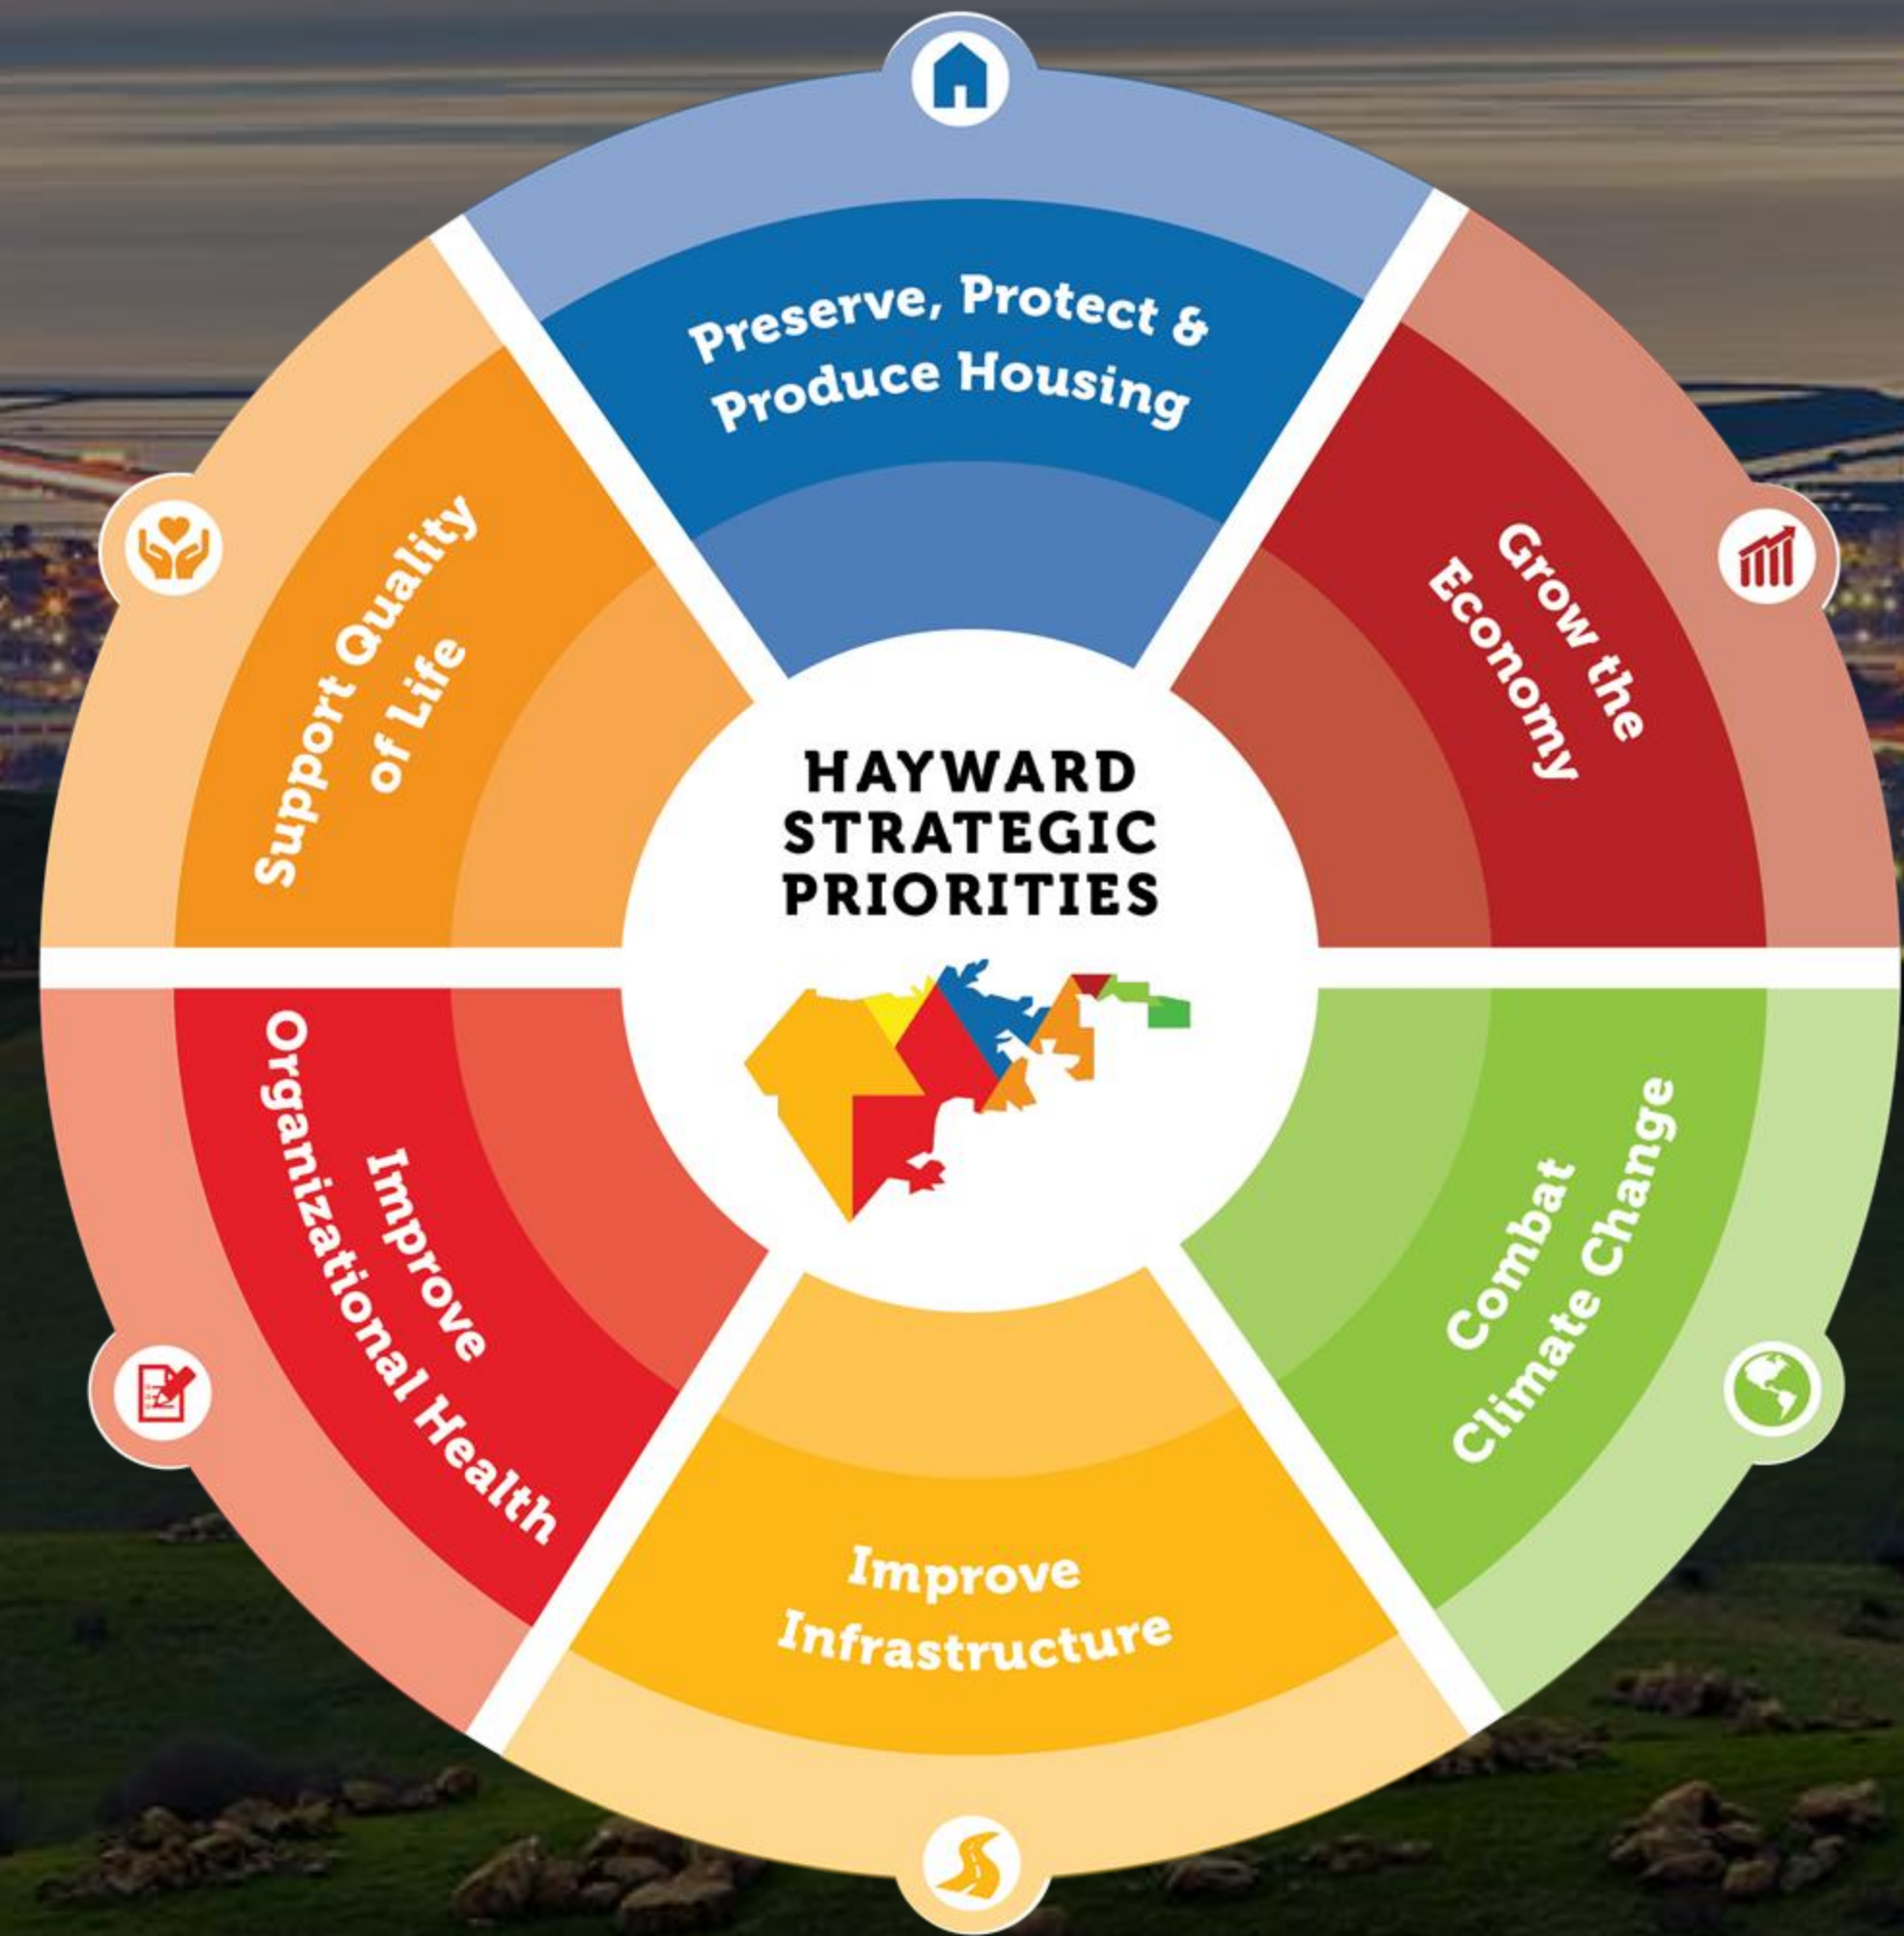 Preserve, Protect &
Produce Housing
Grow the
Economy
Combat
Climate Change
Improve
Infrastructure
Improve
Organizational Health
Support Quality
of Life
HAYWARD
STRATEGIC
PRIORITIES